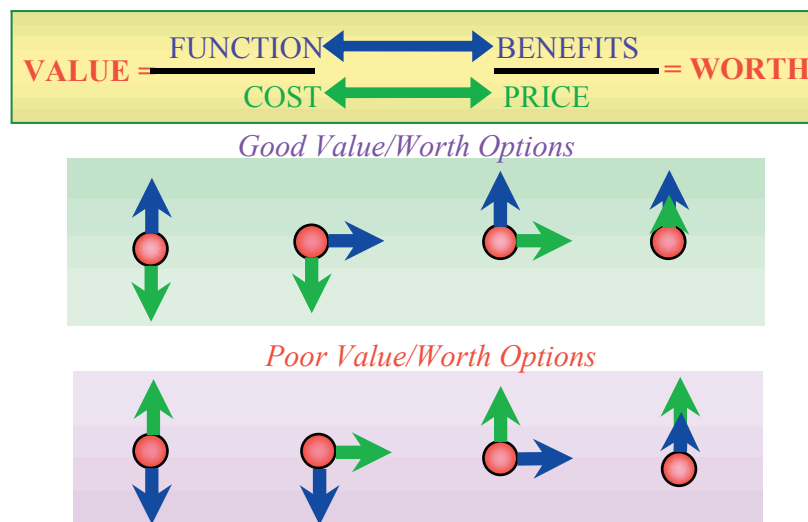 FUNCTION BENEFITS
VALUE = = WORTH
COST PRICE
Good Value/Worth Options
Poor Value/Worth Options